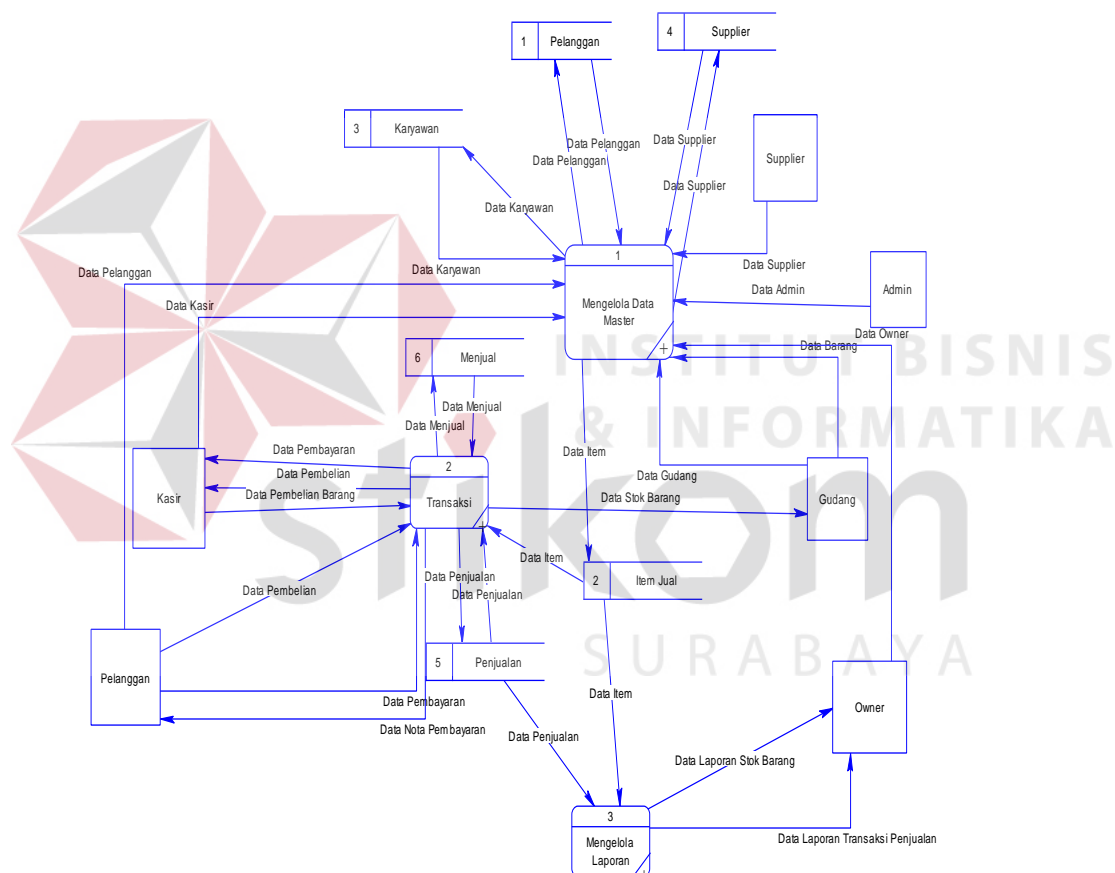 4 Supplier
1 Pelanggan
3 Karyawan
Data Supplier
Data Pelanggan
Data Pelanggan
Supplier
Data Supplier
Data Karyawan
1
Data Supplier
Data Karyawan
Data Pelanggan
Data Admin
Admin
Mengelola Data
Master
Data Kasir
Data Owner
Data Barang
INSTITUT BISNIS
& INFORMATIKA
6 Menjual
Data Menjual
Data Menjual
Data Item
Data Pembayaran
2
Data Pembelian
Data Gudang
Kasir
Data Pembelian Barang
Transaksi
Data Stok Barang
Gudang
stikom
SURABAYA
Data Item
Data Penjualan
2 Item Jual
Data Pembelian
Data Penjualan
5 Penjualan
Pelanggan
Data Item
Data Pembayaran
Owner
Data Nota Pembayaran
Data Penjualan
Data Laporan Stok Barang
3
Data Laporan Transaksi Penjualan
Mengelola
Laporan